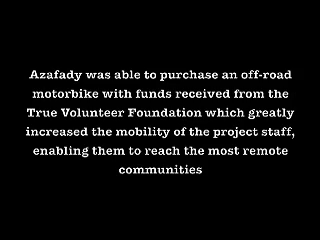 Azafady was able to purchase an off-road
motorbike with funds received from the
True Volunteer Foundation which greatly
increased the mobility of the project staff,
enabling them to reach the most remote
communities